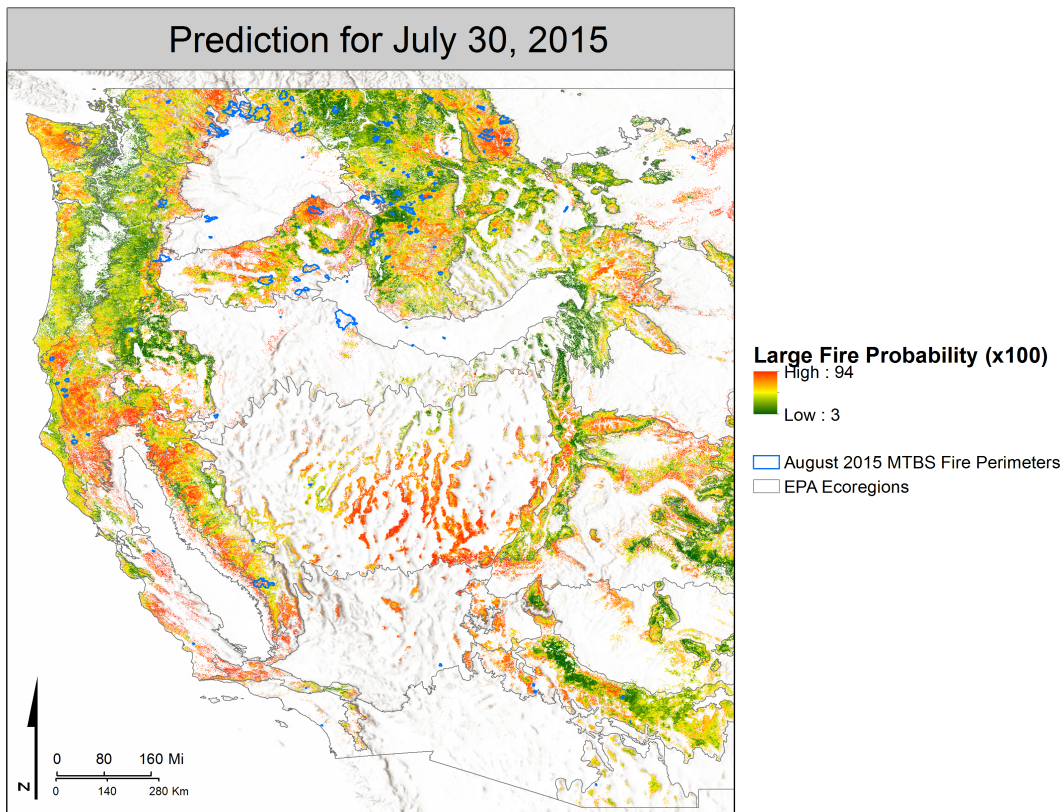 Prediction for July 30, 2015
Large Fire Probability (x100)
High : 94
Low : 3
August 2015 MTBS Fire Perimeters
EPA Ecoregions
N
0 80 160 Mi
0 140 280 Km